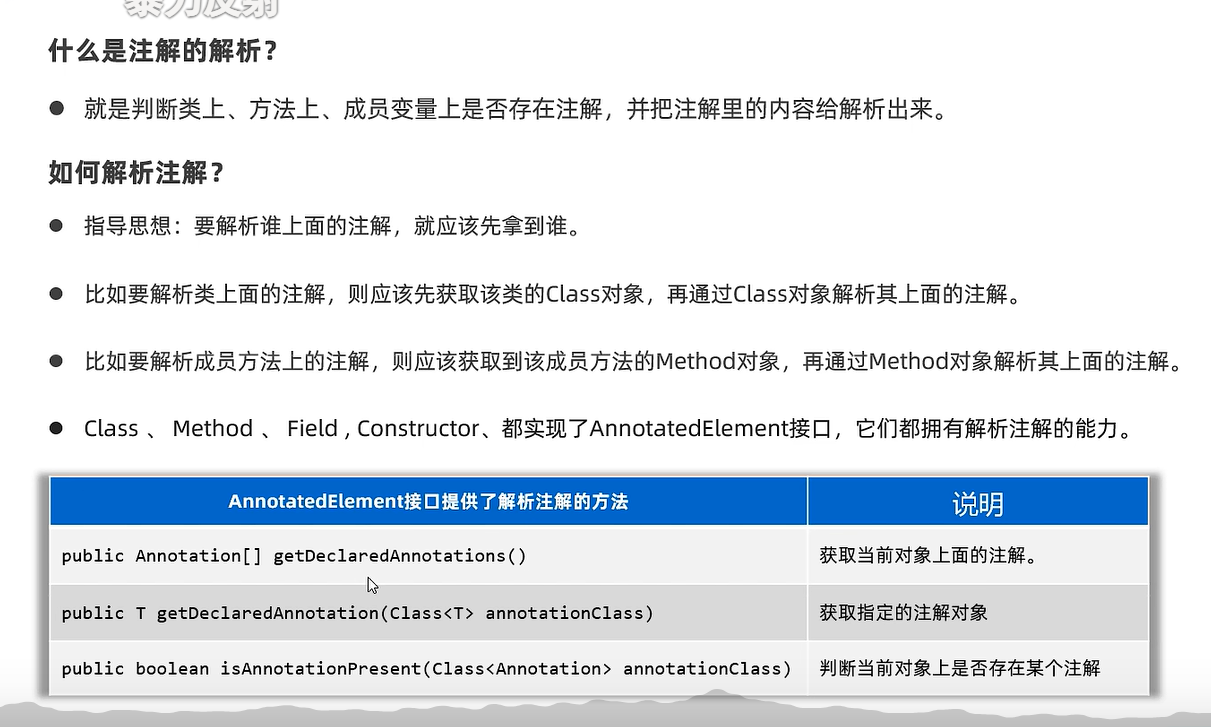 暴力反射
什么是注解的解析？
● 就是判断类上、方法上、成员变量上是否存在注解，并把注解里的内容给解析出来。
如何解析注解？
● 指导思想：要解析谁上面的注解，就应该先拿到谁。
● 比如要解析类上面的注解，则应该先获取该类的Class对象，再通过Class对象解析其上面的注解。
● 比如要解析成员方法上的注解，则应该获取到该成员方法的Method对象，再通过Method对象解析其上面的注解。
● Class 、 Method 、 Field , Constructor、都实现了AnnotatedElement接口，它们都拥有解析注解的能力。
AnnotatedElement接口提供了解析注解的方法 说明
public Annotation[] getDeclaredAnnotations() 获取当前对象上面的注解。
public T getDeclaredAnnotation(Class<T> annotationClass) 获取指定的注解对象
public boolean isAnnotationPresent(Class<Annotation> annotationClass) 判断当前对象上是否存在某个注解